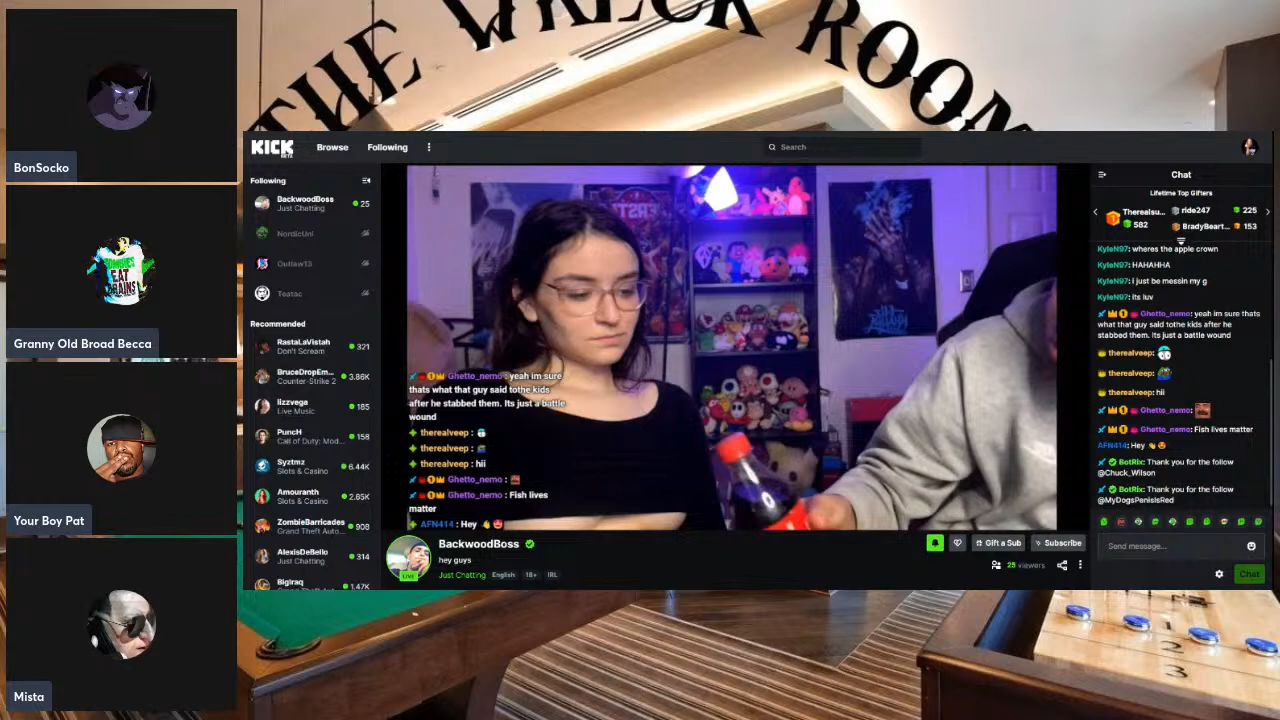 THE WRECK ROOM
BonSocko
Granny Old Broad Becca
Your Boy Pat
Mista
KICK
BETA
Browse
Following
Search
Following
BackwoodBoss
Just Chatting
25
NordicUni
Outlaw13
Teatac
Recommended
RastaLaVistah
Don't Scream
321
BruceDropEm...
Counter-Strike 2
3.86K
lizzvega
Live Music
185
PuncH
Call of Duty: Mod...
158
Syztmz
Slots & Casino
6.44K
Amouranth
Slots & Casino
2.65K
ZombieBarricades
Grand Theft Auto...
908
AlexisDeBello
Just Chatting
314
Bigiraq
1.47K
Ghetto_nemo : yeah im sure
thats what that guy said tothe kids
after he stabbed them. Its just a battle
wound
therealveep :
therealveep :
therealveep : hii
Ghetto_nemo :
Ghetto_nemo : Fish lives
matter
AFN414 : Hey
LIVE
BackwoodBoss
hey guys
Just Chatting English 18+ IRL
Gift a Sub
Subscribe
25 viewers
Chat
Lifetime Top Gifters
Therealsu...
582
ride247
225
BradyBeart...
153
KyleN97: wheres the apple crown
KyleN97: HAHAHHA
KyleN97: i just be messin my g
KyleN97: its luv
Ghetto_nemo: yeah im sure thats
what that guy said tothe kids after he
stabbed them. Its just a battle wound
therealveep:
therealveep:
therealveep: hii
Ghetto_nemo:
Ghetto_nemo: Fish lives matter
AFN414: Hey
BotRix: Thank you for the follow
@Chuck_Wilson
BotRix: Thank you for the follow
@MyDogsPenisIsRed
Send message...
Chat
1
2
3